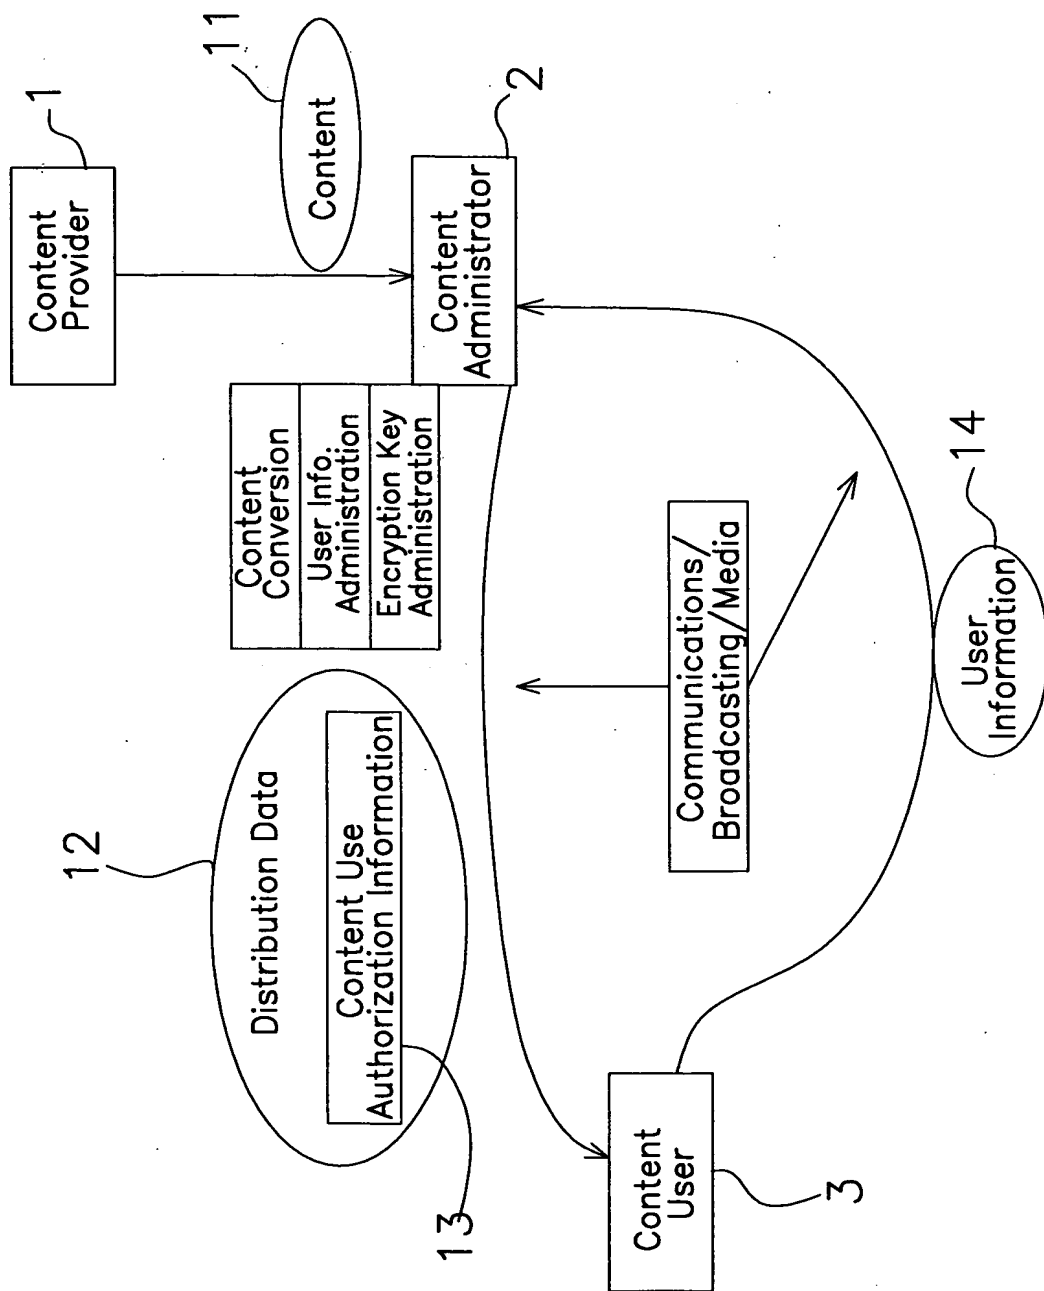 1
Content
Provider
11
Content
2
Content
Administrator
Content
Conversion
User Info.
Administration
Encryption Key
Administration
12
Distribution Data
Content Use
Authorization Information
13
Communications/
Broadcasting/Media
14
User
Information
Content
User
3